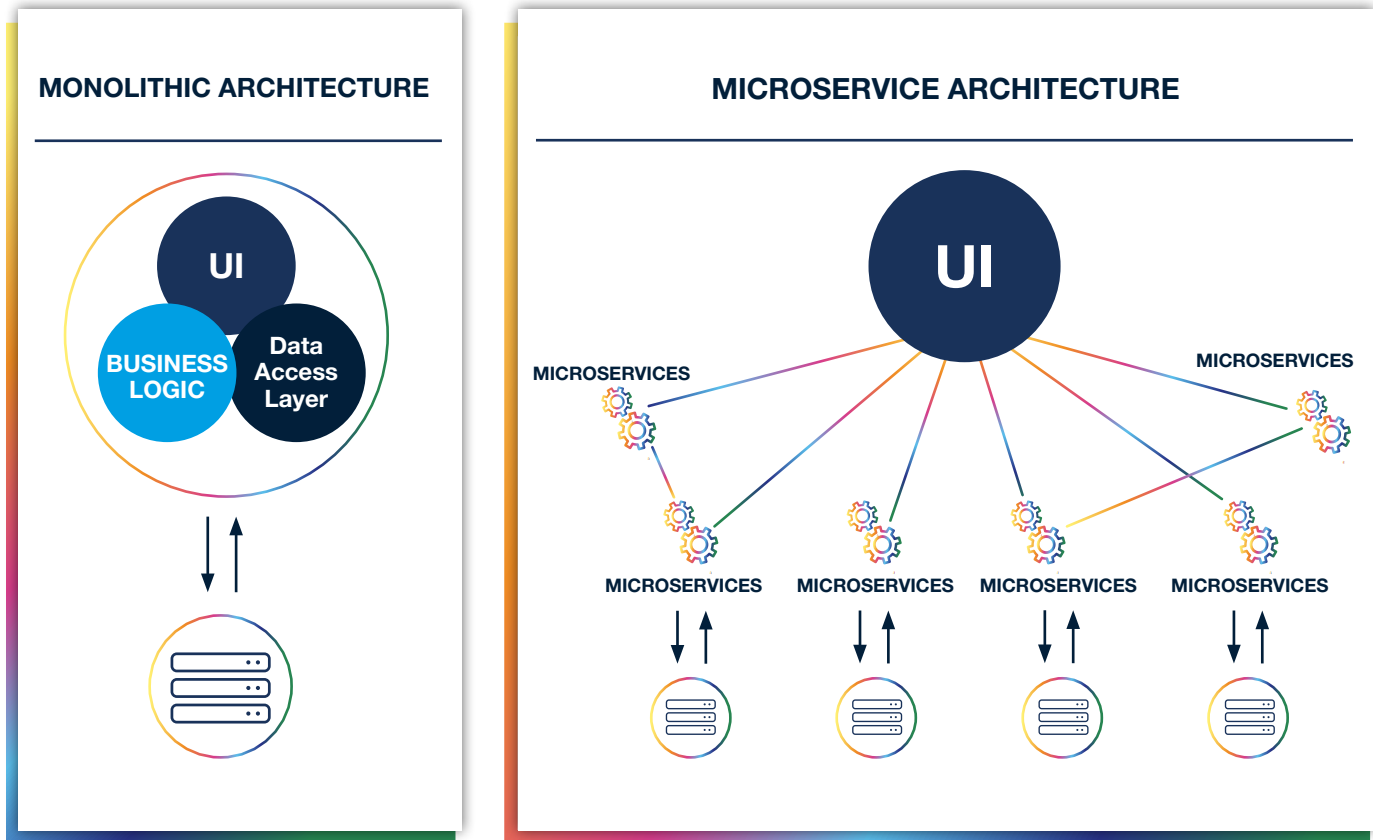 MONOLITHIC ARCHITECTURE
UI
BUSINESS
LOGIC
Data
Access
Layer
MICROSERVICE ARCHITECTURE
UI
MICROSERVICES
MICROSERVICES
MICROSERVICES
MICROSERVICES
MICROSERVICES
MICROSERVICES